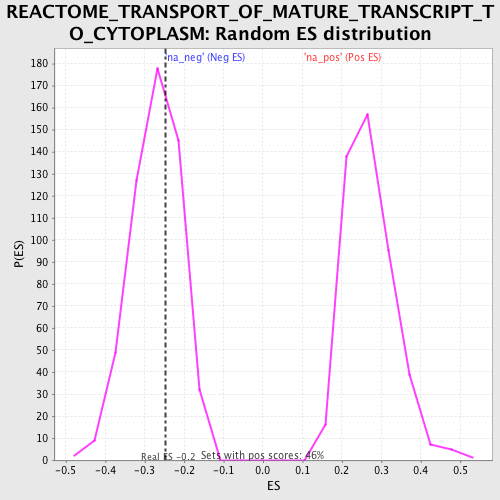 REACTOME_TRANSPORT_OF_MATURE_TRANSCRIPT_T
O_CYTOPLASM: Random ES distribution
'na_neg' (Neg ES)
'na_pos' (Pos ES)
180
170
160
150
140
130
120
110
100
90
80
70
60
50
40
30
20
10
0
P(ES)
Real ES -0.2
Sets with pos scores: 46%
-0.5 -0.4 -0.3 -0.2 -0.1 0.0 0.1 0.2 0.3 0.4 0.5
ES